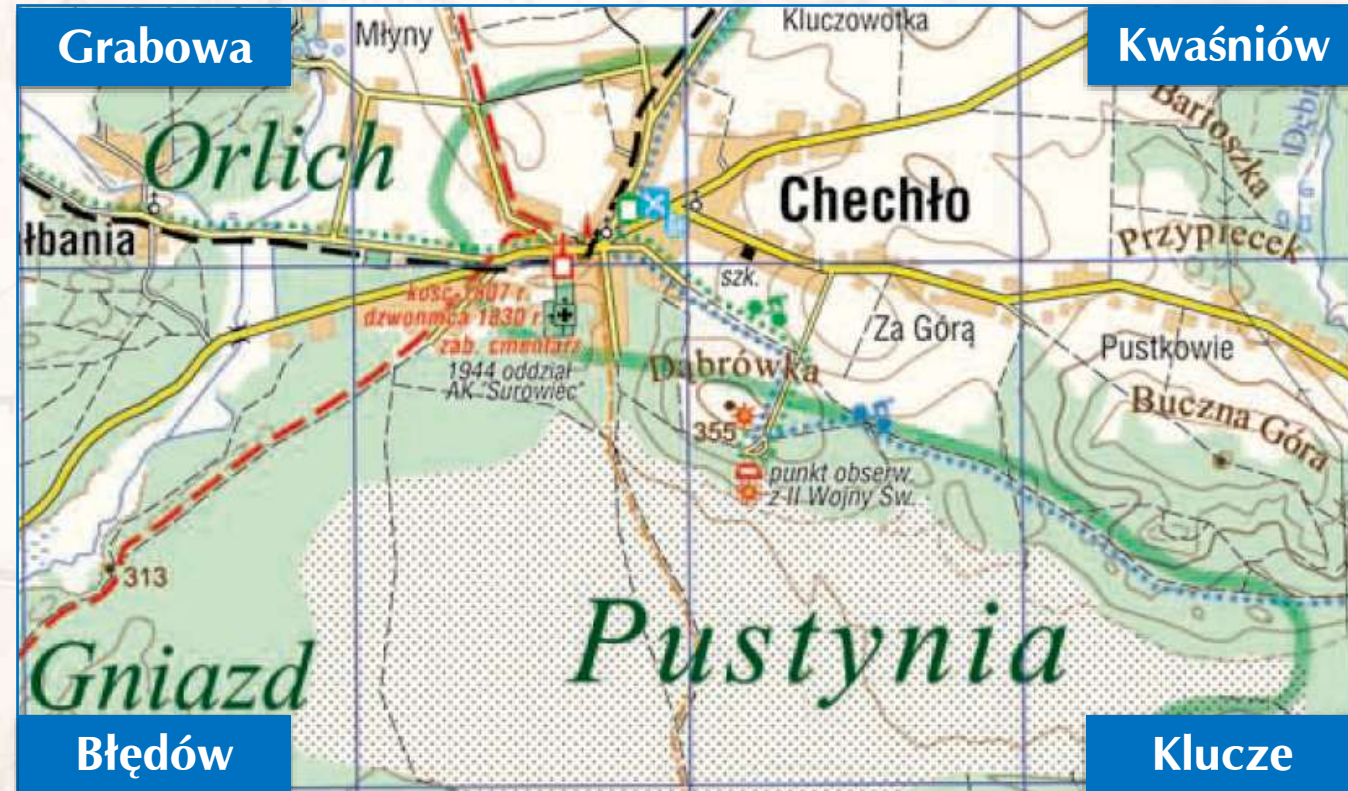 Grabowa
Młyny
Kluczowotka
Kwaśniów
Bartoszka
Orlich
Chechło
łbania
Przypiecek
kośc. 1807 r.
dzwonnica 1830 r.
zab. cmentarz
1944 oddział
AK "Surowiec"
szk.
Za Górą
Pustkowie
Dąbrówka
Buczna Góra
355
punkt obserw.
z II Wojny Św.
313
Pustynia
Gniazd
Błędów
Klucze